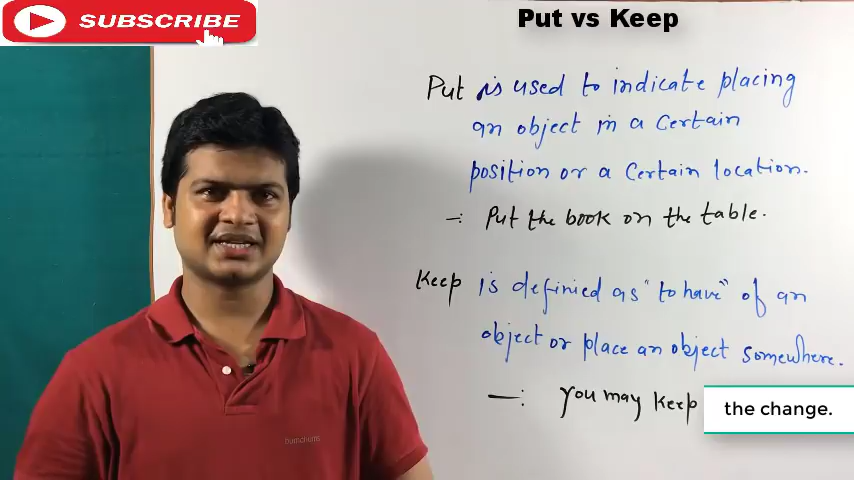 SUBSCRIBE
Put vs Keep
Put is used to indicate placing
an object in a certain
position or a certain location.
-: Put the book on the table.
Keep is definied as "to have" of an
object or place an object somewhere.
-: You may keep the change.
bumchums